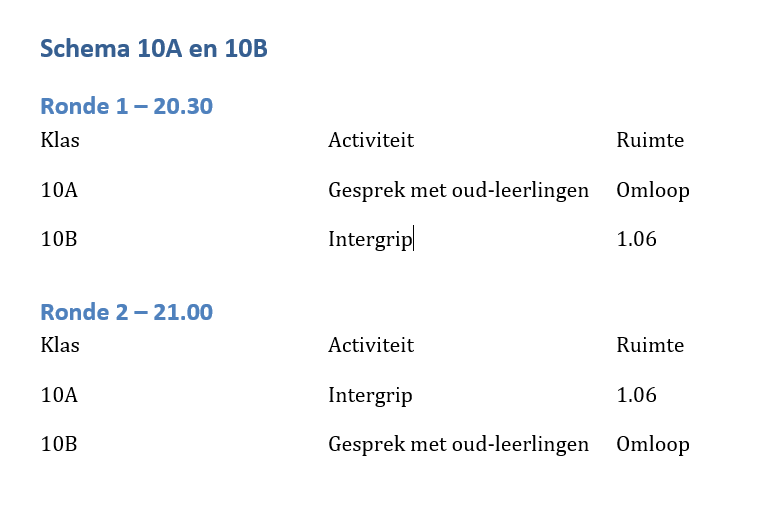 Schema 10A en 10B
Ronde 1 – 20.30
Klas Activiteit Ruimte
10A Gesprek met oud-leerlingen Omloop
10B Intergrip 1.06
Ronde 2 – 21.00
Klas Activiteit Ruimte
10A Intergrip 1.06
10B Gesprek met oud-leerlingen Omloop